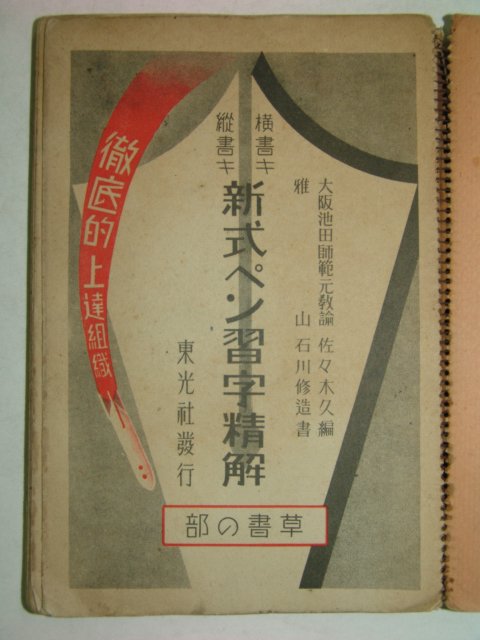 大阪池田師範元教諭 佐々木久編
雅山 石川修造書
横書キ
縦書キ
新式ペン習字精解
東光社發行
徹底的上達組織
草書の部